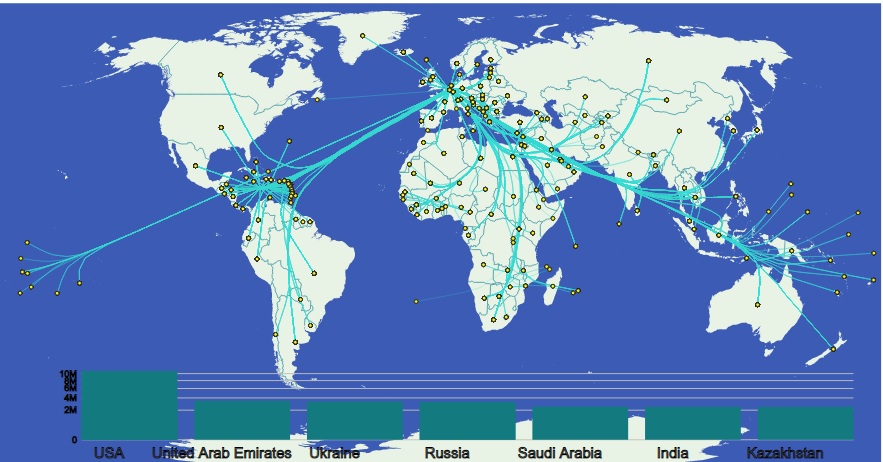 10M
8M
6M
4M
2M
0
USA United Arab Emirates Ukraine Russia Saudi Arabia India Kazakhstan